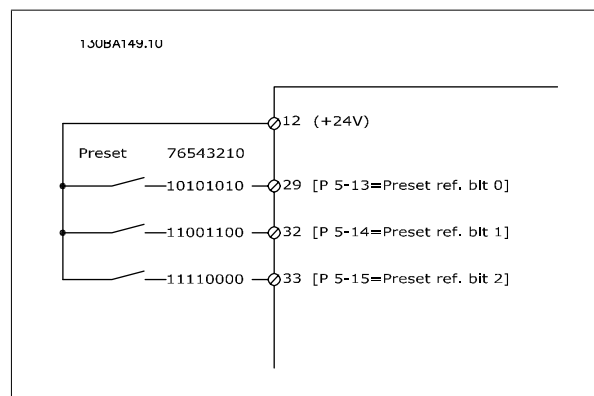 130BA149.10
12 (+24V)
Preset 76543210
10101010 29 [P 5-13=Preset ref. bit 0]
11001100 32 [P 5-14=Preset ref. bit 1]
11110000 33 [P 5-15=Preset ref. bit 2]